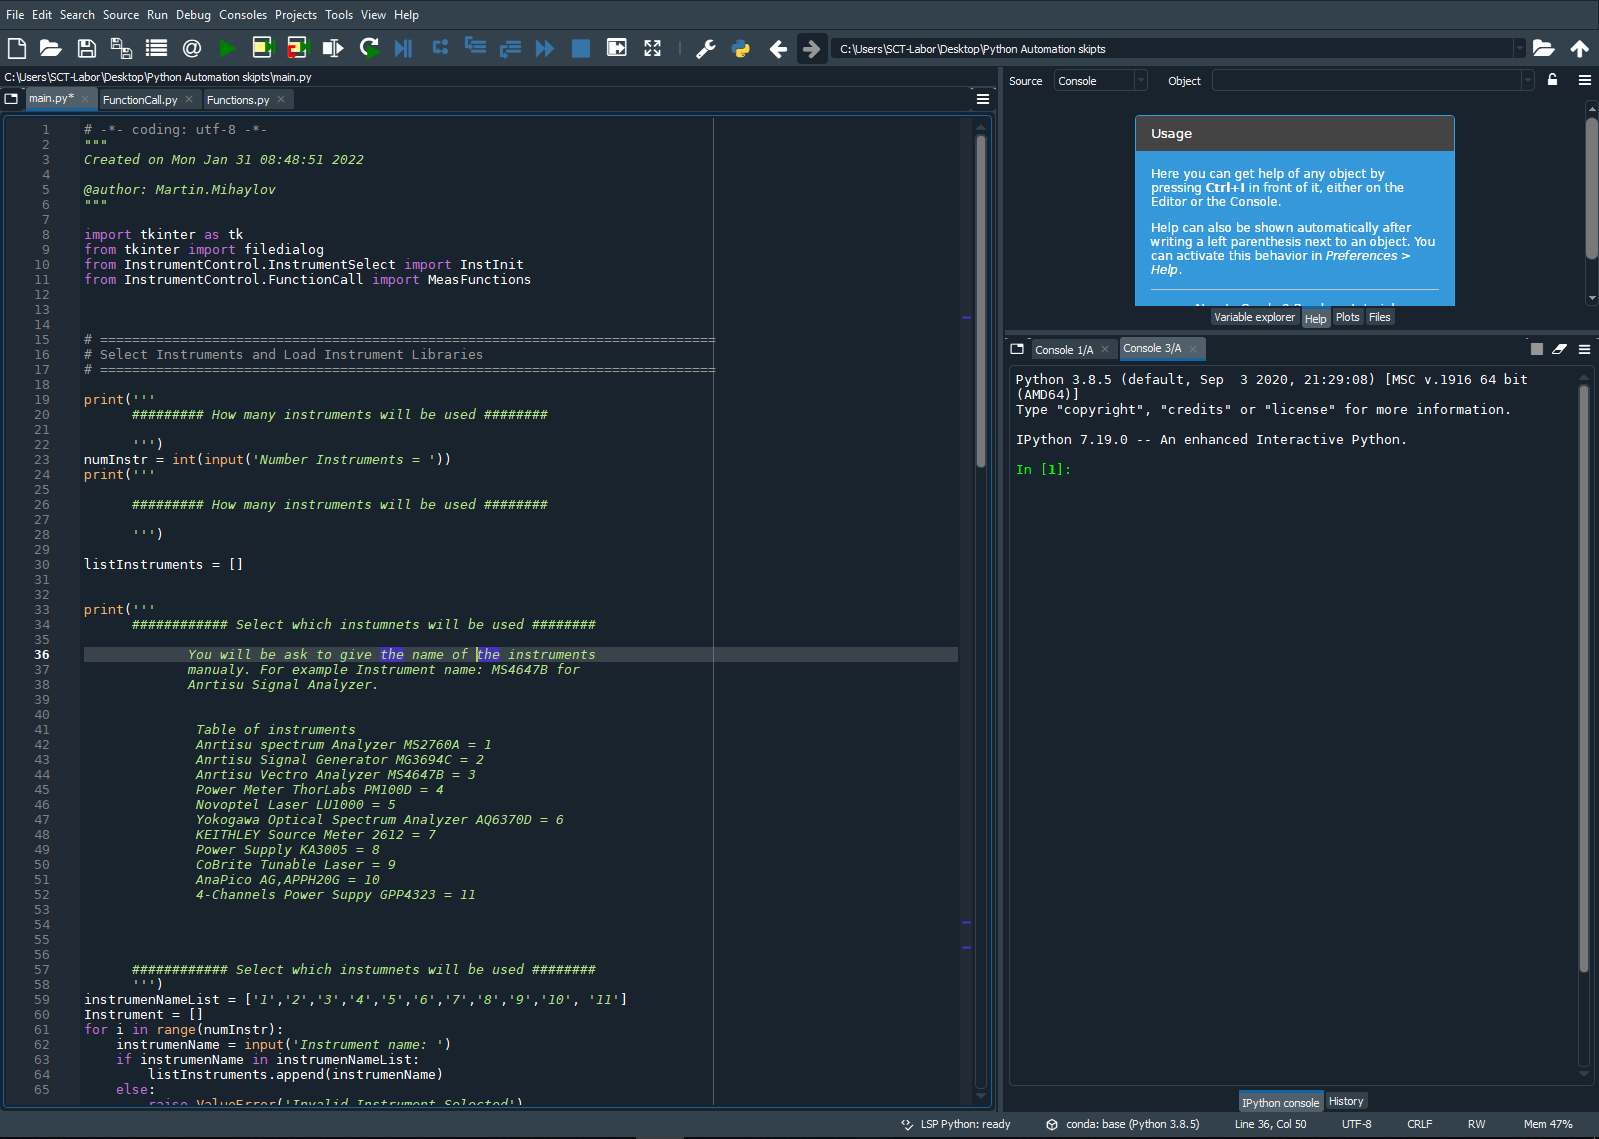 File Edit Search Source Run Debug Consoles Projects Tools View Help
C:\Users\SCT-Labor\Desktop\Python Automation skipts
C:\Users\SCT-Labor\Desktop\Python Automation skipts\main.py
main.py* FunctionCall.py Functions.py
1 # -*- coding: utf-8 -*-
2 """
3 Created on Mon Jan 31 08:48:51 2022
4
5 @author: Martin.Mihaylov
6 """
7
8 import tkinter as tk
9 from tkinter import filedialog
10 from InstrumentControl.InstrumentSelect import InstInit
11 from InstrumentControl.FunctionCall import MeasFunctions
12
13
14
15 # =============================================================================
16 # Select Instruments and Load Instrument Libraries
17 # =============================================================================
18
19 print('''
20 ######### How many instruments will be used ########
21
22 ''')
23 numInstr = int(input('Number Instruments = '))
24 print('''
25
26 ######### How many instruments will be used ########
27
28 ''')
29
30 listInstruments = []
31
32
33 print('''
34 ############ Select which instumnets will be used ########
35
36 You will be ask to give the name of the instruments
37 manualy. For example Instrument name: MS4647B for
38 Anrtisu Signal Analyzer.
39
40
41 Table of instruments
42 Anrtisu spectrum Analyzer MS2760A = 1
43 Anrtisu Signal Generator MG3694C = 2
44 Anrtisu Vectro Analyzer MS4647B = 3
45 Power Meter ThorLabs PM100D = 4
46 Novoptel Laser LU1000 = 5
47 Yokogawa Optical Spectrum Analyzer AQ6370D = 6
48 KEITHLEY Source Meter 2612 = 7
49 Power Supply KA3005 = 8
50 CoBrite Tunable Laser = 9
51 AnaPico AG,APPH20G = 10
52 4-Channels Power Suppy GPP4323 = 11
53
54
55
56
57 ############ Select which instumnets will be used ########
58 ''')
59 instrumenNameList = ['1','2','3','4','5','6','7','8','9','10', '11']
60 Instrument = []
61 for i in range(numInstr):
62 instrumenName = input('Instrument name: ')
63 if instrumenName in instrumenNameList:
64 listInstruments.append(instrumenName)
65 else:
raise ValueError('Invalid Instrument Selected')
Source Console Object
Usage
Here you can get help of any object by
pressing Ctrl+I in front of it, either on the
Editor or the Console.
Help can also be shown automatically after
writing a left parenthesis next to an object. You
can activate this behavior in Preferences >
Help.
Variable explorer Help Plots Files
Console 1/A Console 3/A
Python 3.8.5 (default, Sep  3 2020, 21:29:08) [MSC v.1916 64 bit
(AMD64)]
Type "copyright", "credits" or "license" for more information.
IPython 7.19.0 -- An enhanced Interactive Python.
In [1]:
IPython console History
LSP Python: ready conda: base (Python 3.8.5) Line 36, Col 50 UTF-8 CRLF RW Mem 47%